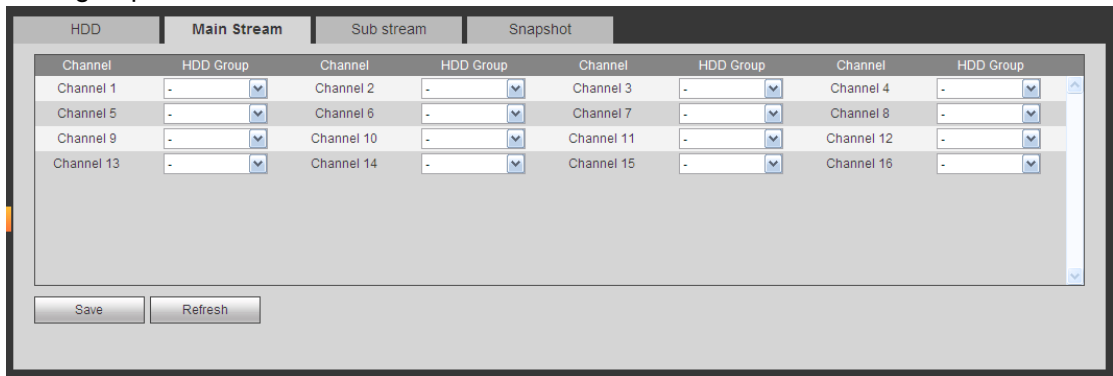 HDD Main Stream Sub stream Snapshot
Channel HDD Group Channel HDD Group Channel HDD Group Channel HDD Group
Channel 1 - Channel 2 - Channel 3 - Channel 4 -
Channel 5 - Channel 6 - Channel 7 - Channel 8 -
Channel 9 - Channel 10 - Channel 11 - Channel 12 -
Channel 13 - Channel 14 - Channel 15 - Channel 16 -
Save Refresh